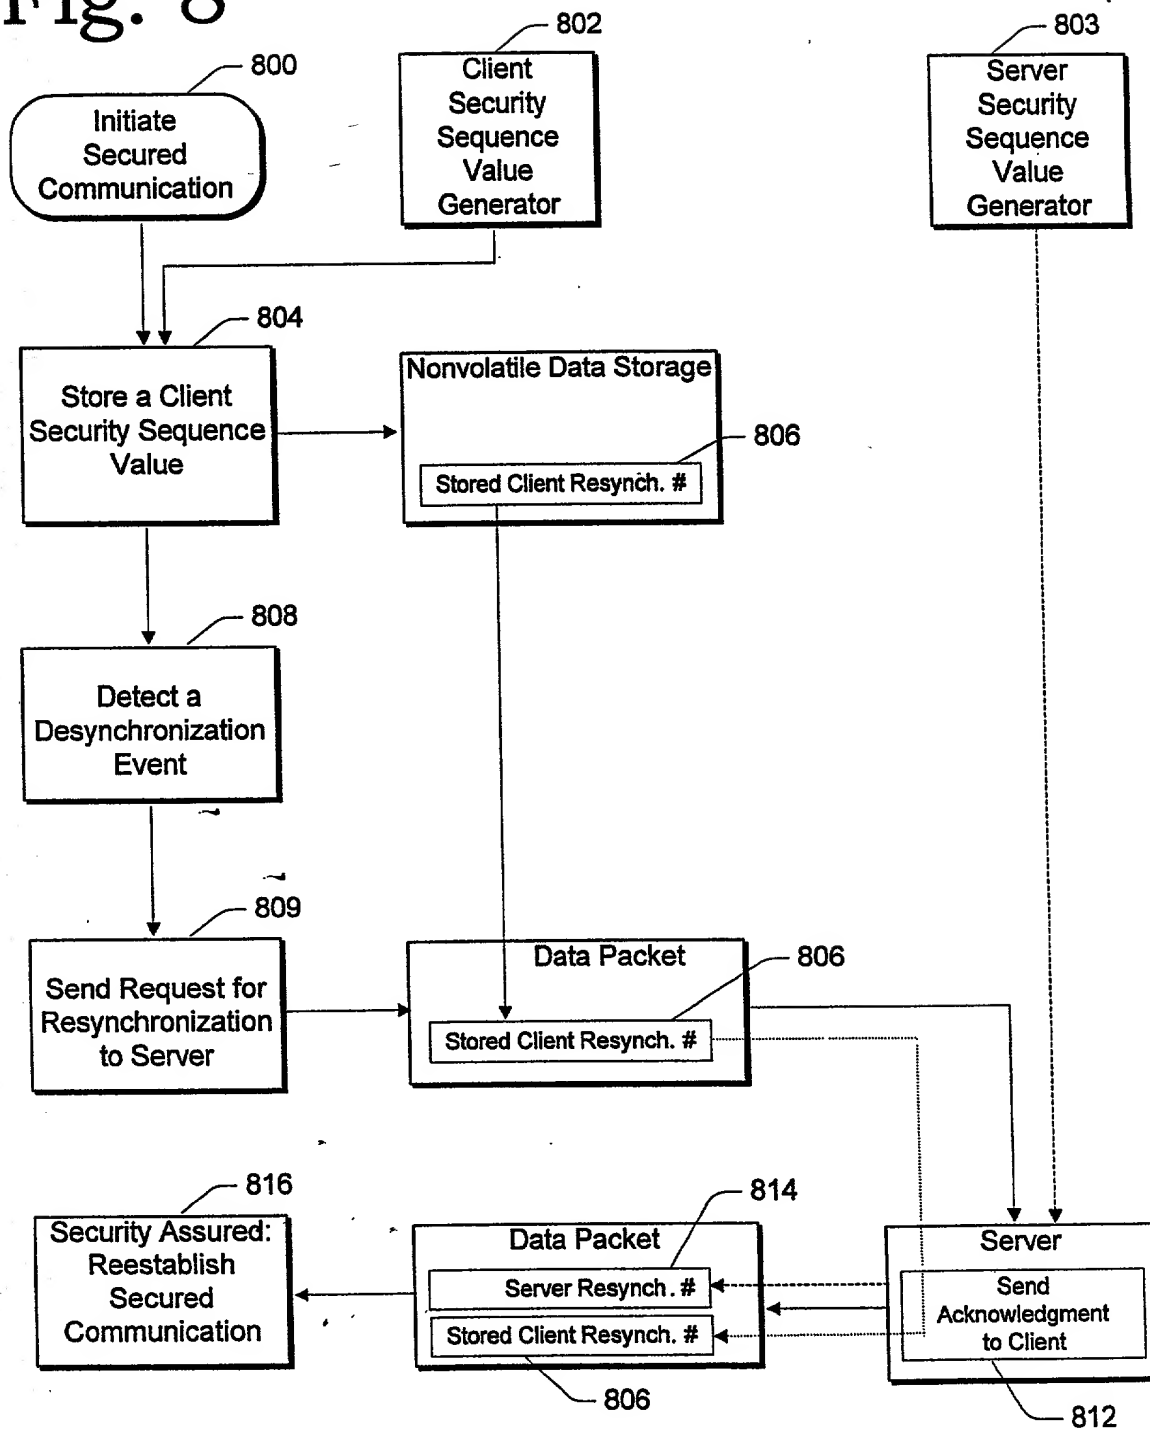 Fig. 8
800
Initiate
Secured
Communication
802
Client
Security
Sequence
Value
Generator
803
Server
Security
Sequence
Value
Generator
804
Store a Client
Security Sequence
Value
Nonvolatile Data Storage
806
Stored Client Resynch. #
808
Detect a
Desynchronization
Event
809
Send Request for
Resynchronization
to Server
Data Packet
806
Stored Client Resynch. #
816
Security Assured:
Reestablish
Secured
Communication
814
Data Packet
Server Resynch. #
Stored Client Resynch. #
806
Server
Send
Acknowledgment
to Client
812